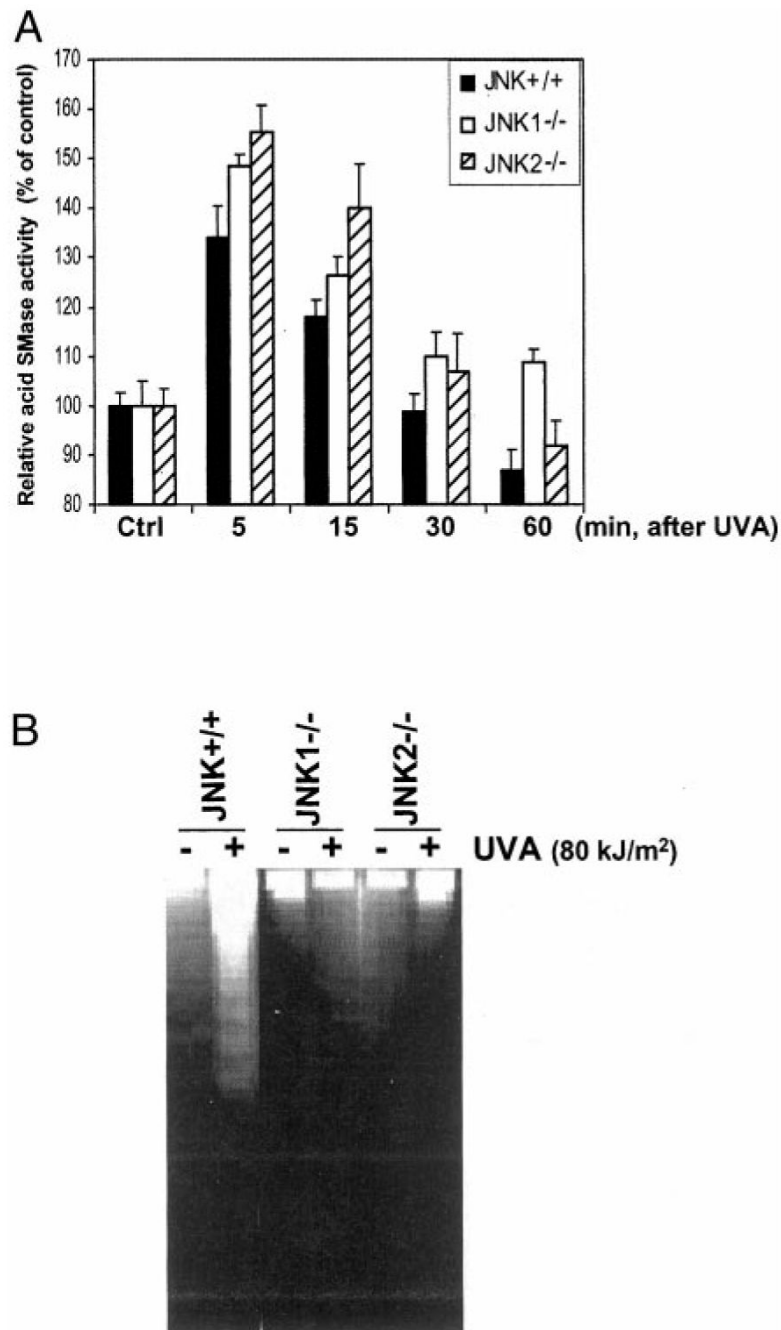 A
Relative acid SMase activity (% of control)
170
160
150
140
130
120
110
100
90
80
JNK+/+
JNK1-/-
JNK2-/-
Ctrl 5 15 30 60 (min, after UVA)
B
JNK+/+ JNK1-/- JNK2-/-
- + - + - + UVA (80 kJ/m²)